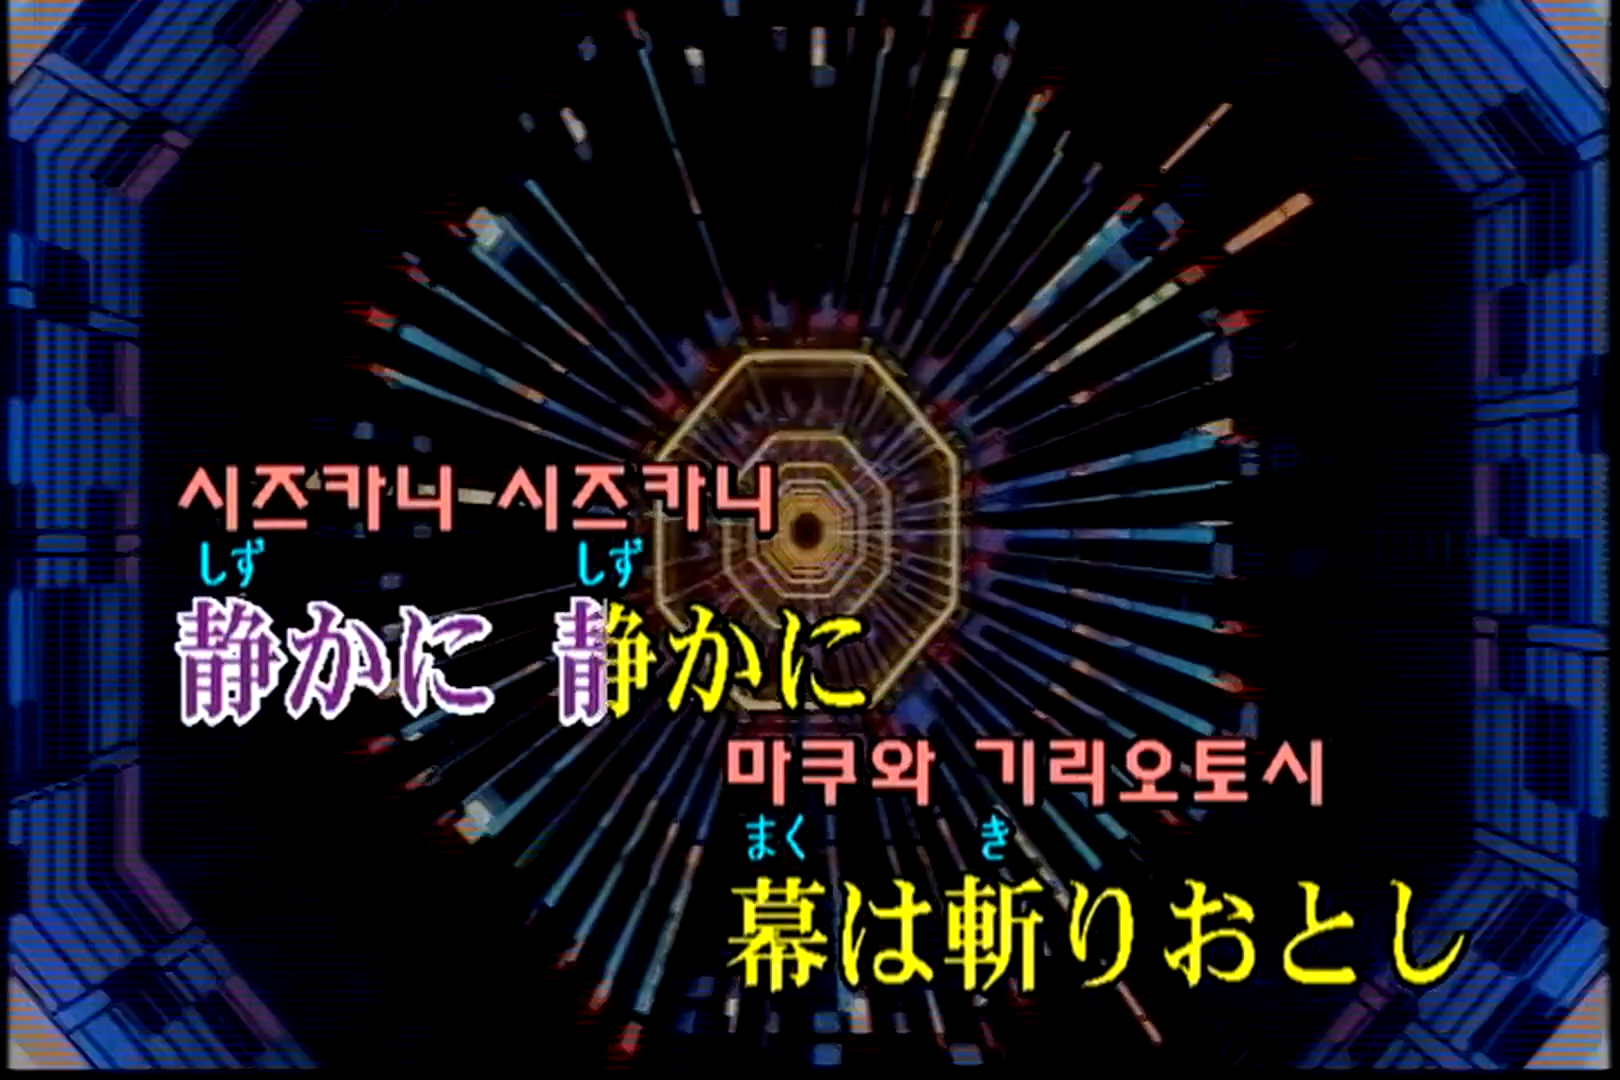 시즈카니 시즈카니
しず しず
静かに 静かに
마쿠와 기리오토시
まく き
幕は斬りおとし